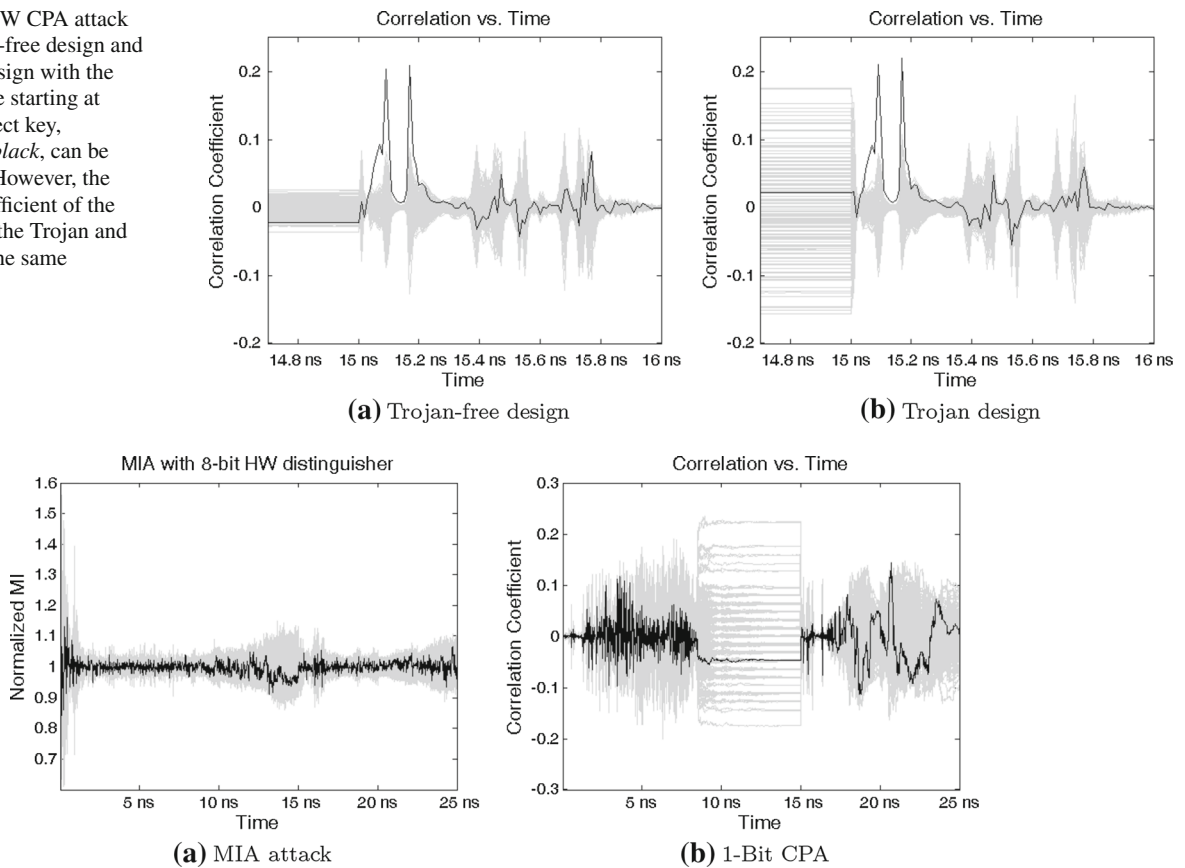 W CPA attack
-free design and
sign with the
e starting at
ect key,
black, can be
However, the
fficient of the
the Trojan and
he same
Correlation vs. Time
Correlation Coefficient
0.2
0.1
0
-0.1
-0.2
14.8 ns 15 ns 15.2 ns 15.4 ns 15.6 ns 15.8 ns 16 ns
Time
(a) Trojan-free design
Correlation vs. Time
Correlation Coefficient
0.2
0.1
0
-0.1
-0.2
14.8 ns 15 ns 15.2 ns 15.4 ns 15.6 ns 15.8 ns 16 ns
Time
(b) Trojan design
MIA with 8-bit HW distinguisher
Normalized MI
1.6
1.5
1.4
1.3
1.2
1.1
1
0.9
0.8
0.7
5 ns 10 ns 15 ns 20 ns 25 ns
Time
(a) MIA attack
Correlation vs. Time
Correlation Coefficient
0.3
0.2
0.1
0
-0.1
-0.2
-0.3
5 ns 10 ns 15 ns 20 ns 25 ns
Time
(b) 1-Bit CPA